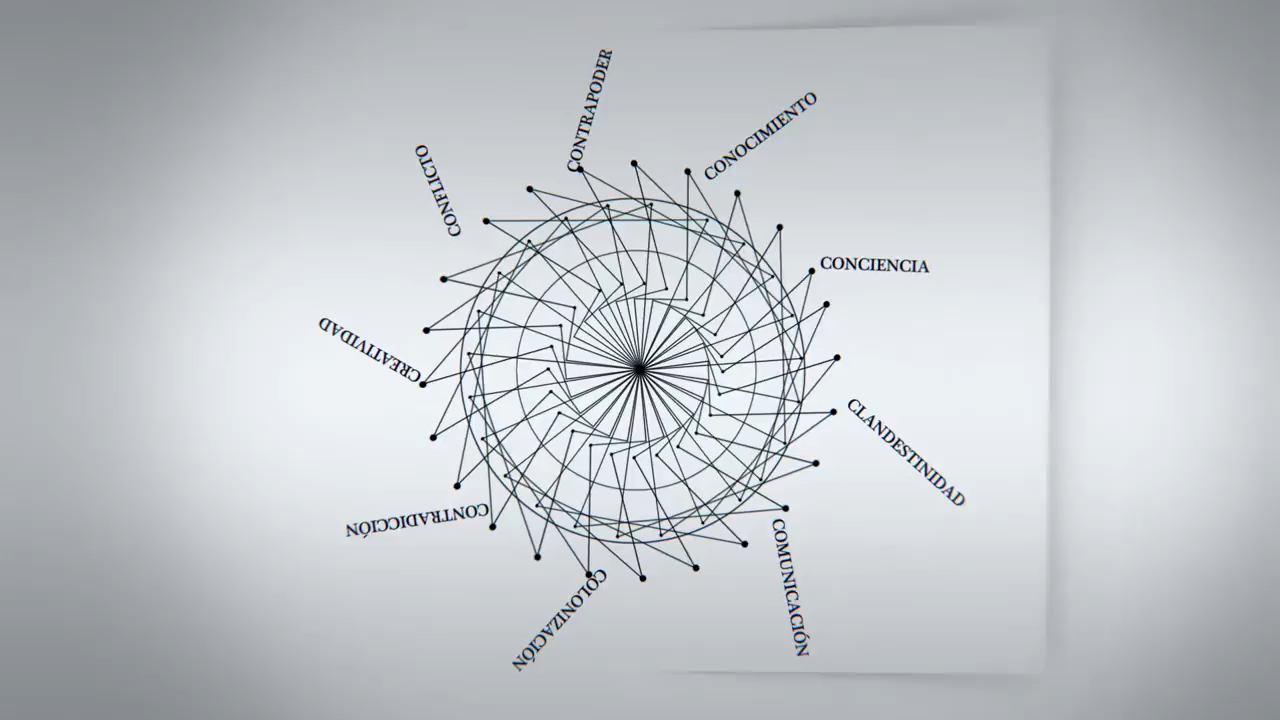 CONTRAPODER
CONOCIMIENTO
CONCIENCIA
CLANDESTINIDAD
COMUNICACIÓN
COLONIZACIÓN
CONTRADICCIÓN
CREATIVIDAD
CONFLICTO